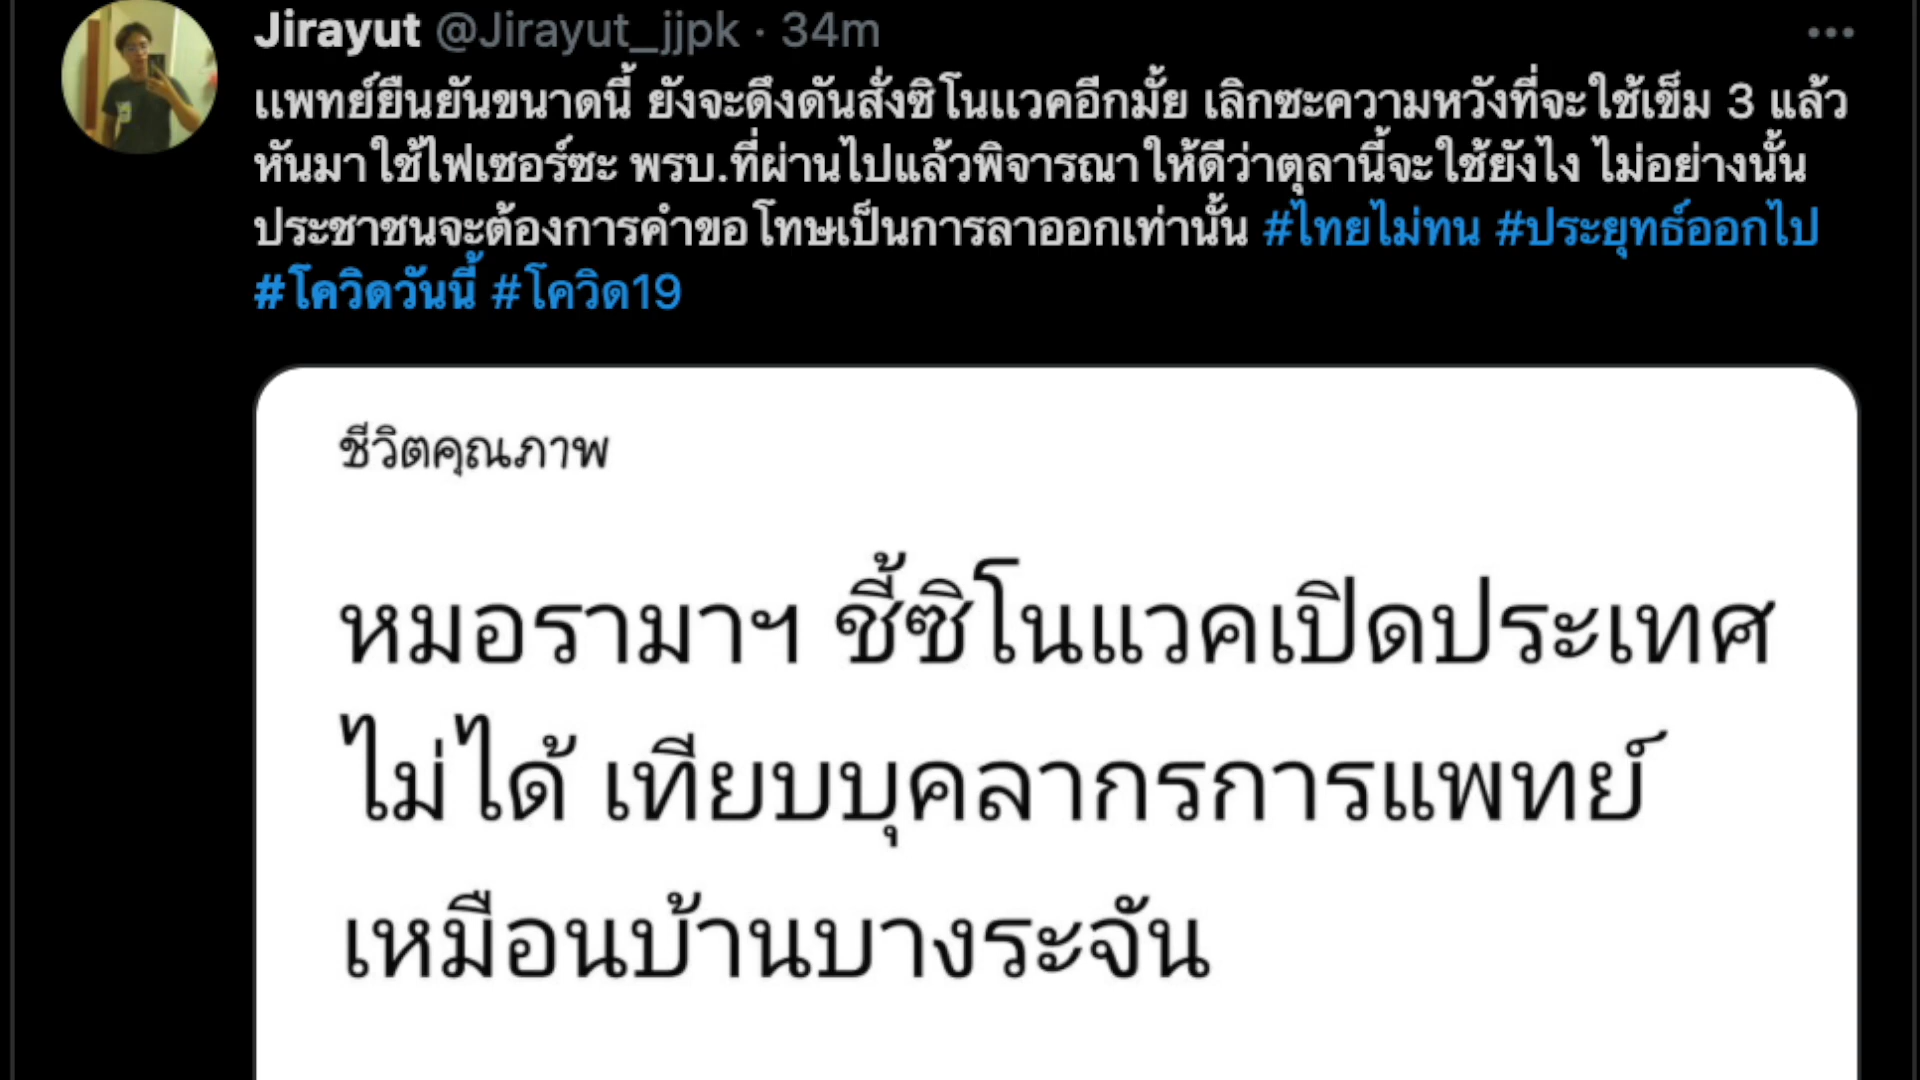 Jirayut @Jirayut_jjpk · 34m
แพทย์ยืนยันขนาดนี้ ยังจะดึงดันสั่งซิโนแวคอีกมั้ย เลิกซะความหวังที่จะใช้เข็ม 3 แล้ว
หันมาใช้ไฟเซอร์ซะ พรบ.ที่ผ่านไปแล้วพิจารณาให้ดีว่าตุลานี้จะใช้ยังไง ไม่อย่างนั้น
ประชาชนจะต้องการคำขอโทษเป็นการลาออกเท่านั้น #ไทยไม่ทน #ประยุทธ์ออกไป
#โควิดวันนี้ #โควิด19
ชีวิตคุณภาพ
หมอรามาฯ ชี้ซิโนแวคเปิดประเทศ
ไม่ได้ เทียบบุคลากรการแพทย์
เหมือนบ้านบางระจัน